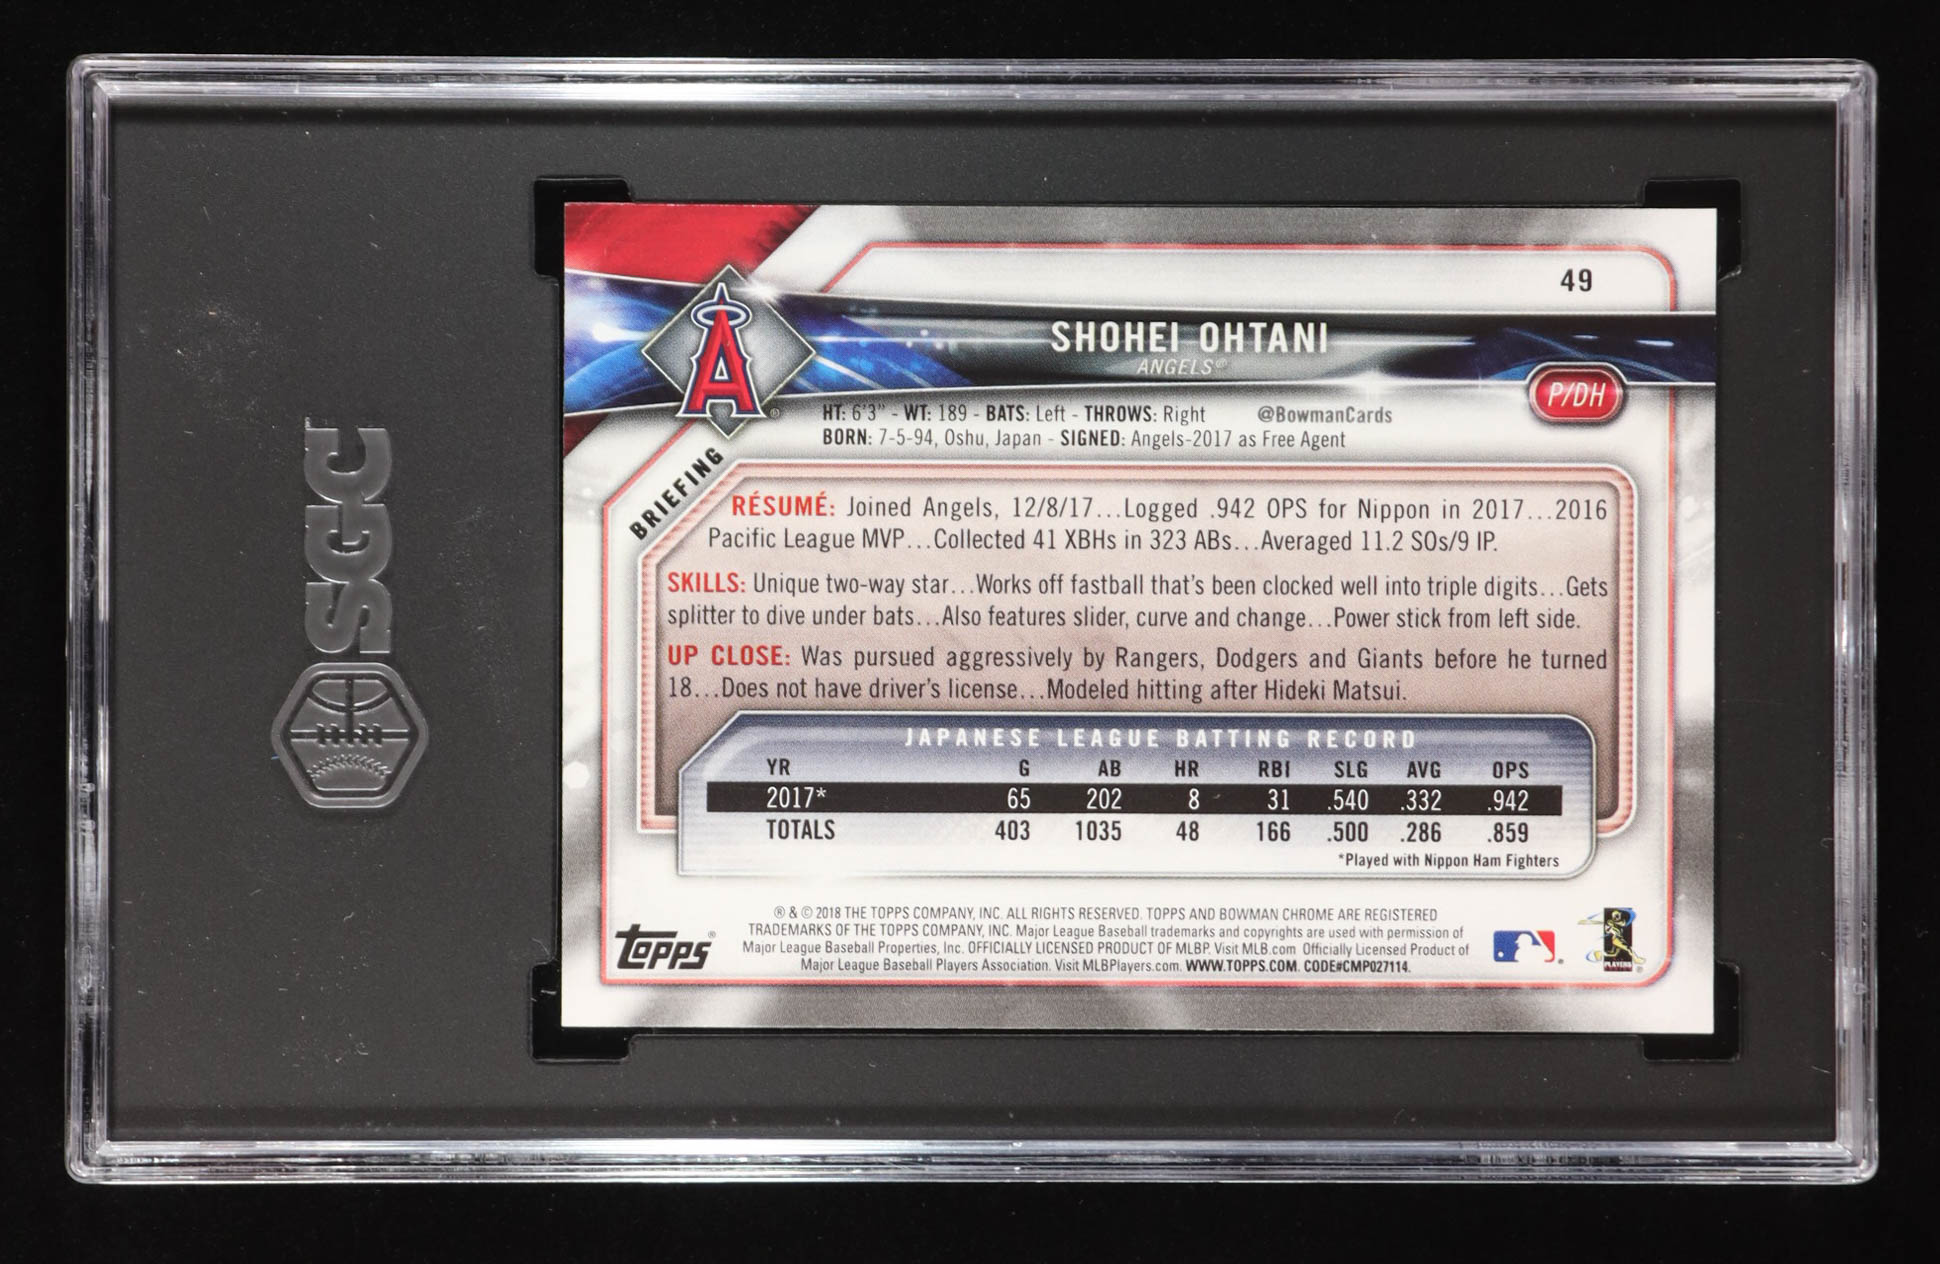 SGC
49
A
SHOHEI OHTANI
ANGELS®
P/DH
HT: 6'3" - WT: 189 - BATS: Left - THROWS: Right @BowmanCards
BORN: 7-5-94, Oshu, Japan - SIGNED: Angels-2017 as Free Agent
BRIEFING
RÉSUMÉ: Joined Angels, 12/8/17...Logged .942 OPS for Nippon in 2017...2016
Pacific League MVP...Collected 41 XBHs in 323 ABs...Averaged 11.2 SOs/9 IP.
SKILLS: Unique two-way star...Works off fastball that's been clocked well into triple digits...Gets
splitter to dive under bats...Also features slider, curve and change...Power stick from left side.
UP CLOSE: Was pursued aggressively by Rangers, Dodgers and Giants before he turned
18...Does not have driver's license...Modeled hitting after Hideki Matsui.
JAPANESE LEAGUE BATTING RECORD
YR G AB HR RBI SLG AVG OPS
2017* 65 202 8 31 .540 .332 .942
TOTALS 403 1035 48 166 .500 .286 .859
*Played with Nippon Ham Fighters
® & © 2018 THE TOPPS COMPANY, INC. ALL RIGHTS RESERVED. TOPPS AND BOWMAN CHROME ARE REGISTERED
TRADEMARKS OF THE TOPPS COMPANY, INC. Major League Baseball trademarks and copyrights are used with permission of
Major League Baseball Properties, Inc. OFFICIALLY LICENSED PRODUCT OF MLBP. Visit MLB.com Officially Licensed Product of
Major League Baseball Players Association. Visit MLBPlayers.com. WWW.TOPPS.COM. CODE#CMP027114.
Topps®
PLAYERS